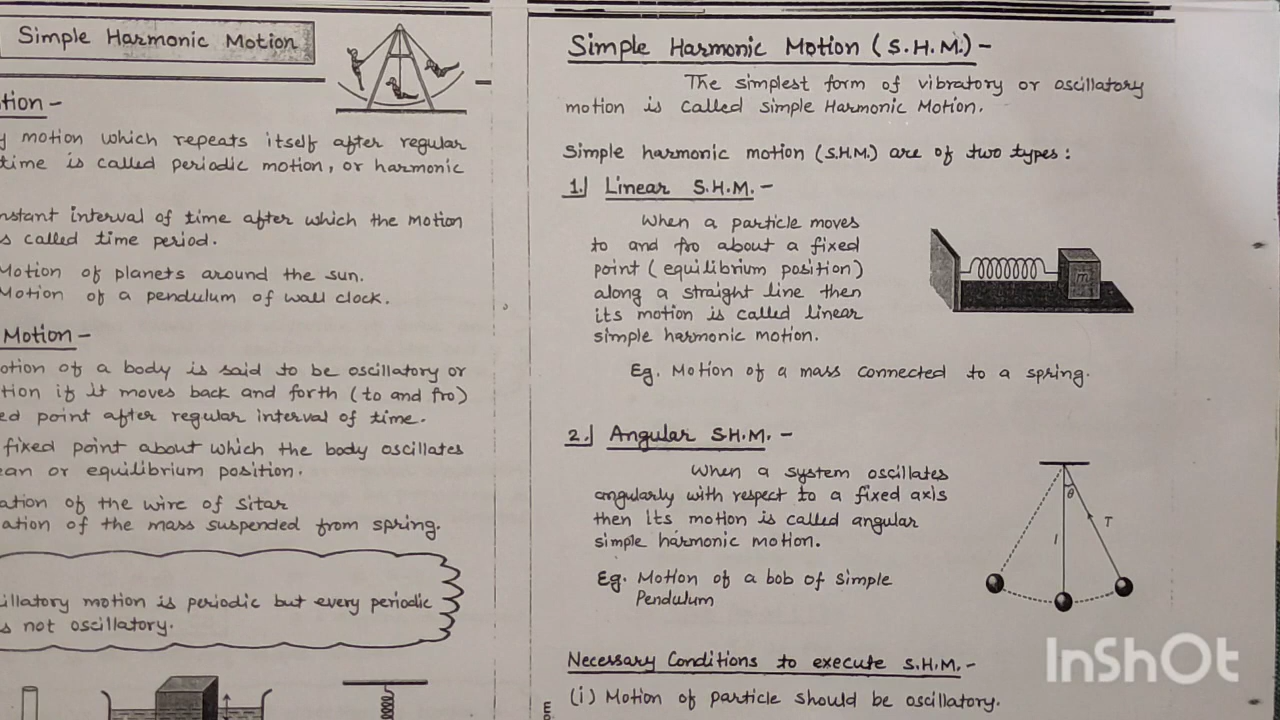 Simple Harmonic Motion
tion -
y motion which repeats itself after regular
time is called periodic motion, or harmonic
nstant interval of time after which the motion
s called time period.
Motion of planets around the sun.
Motion of a pendulum of wall clock.
Motion -
otion of a body is said to be oscillatory or
tion if it moves back and forth (to and fro)
ed point after regular interval of time.
fixed point about which the body oscillates
ean or equilibrium position.
ation of the wire of sitar
ation of the mass suspended from spring.
illatory motion is periodic but every periodic
s not oscillatory.
Simple Harmonic Motion (S.H.M.) -
The simplest form of vibratory or oscillatory
motion is called simple Harmonic Motion.
Simple harmonic motion (S.H.M.) are of two types :
1.] Linear S.H.M. -
When a particle moves
to and fro about a fixed
point (equilibrium position)
along a straight line then
its motion is called linear
simple harmonic motion.
m
Eg. Motion of a mass connected to a spring.
2.] Angular S.H.M. -
When a system oscillates
angularly with respect to a fixed axis
then its motion is called angular
simple harmonic motion.
θ
T
l
Eg. Motion of a bob of simple
Pendulum
Necessary Conditions to execute S.H.M. -
(i) Motion of particle should be oscillatory.
om
InShOt